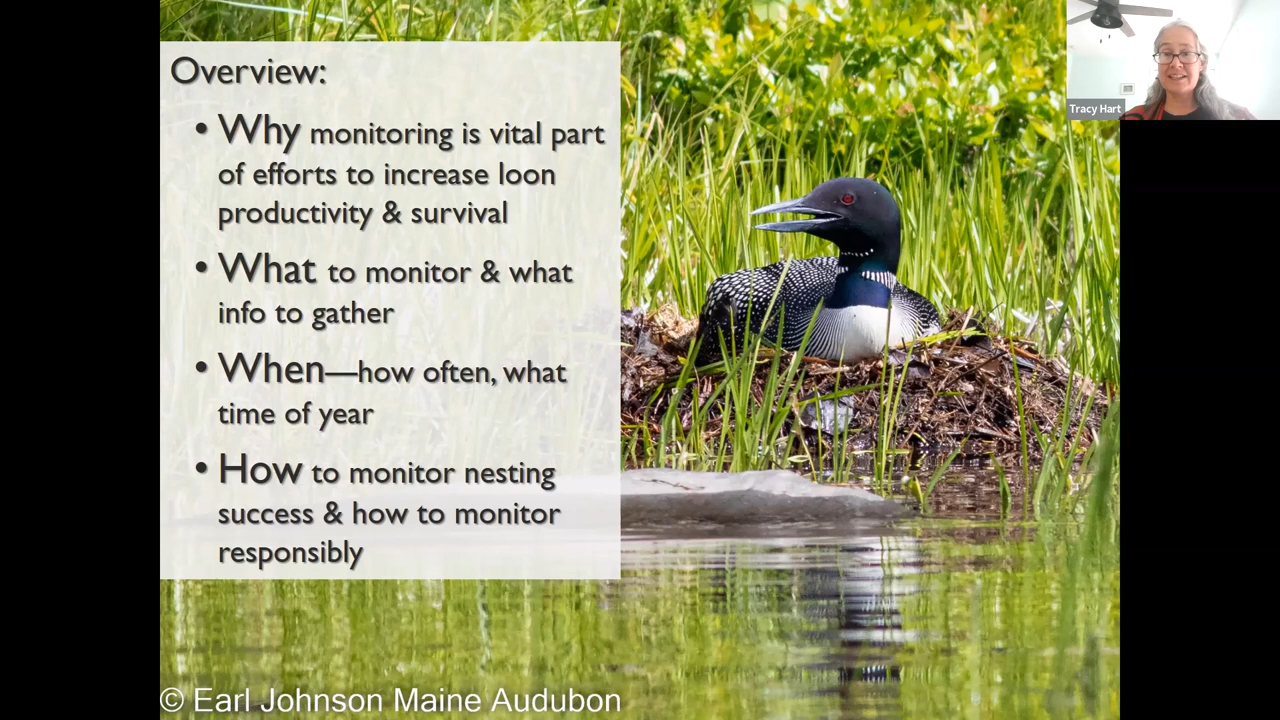 Overview:
• Why monitoring is vital part
of efforts to increase loon
productivity & survival
• What to monitor & what
info to gather
• When—how often, what
time of year
• How to monitor nesting
success & how to monitor
responsibly
© Earl Johnson Maine Audubon
Tracy Hart